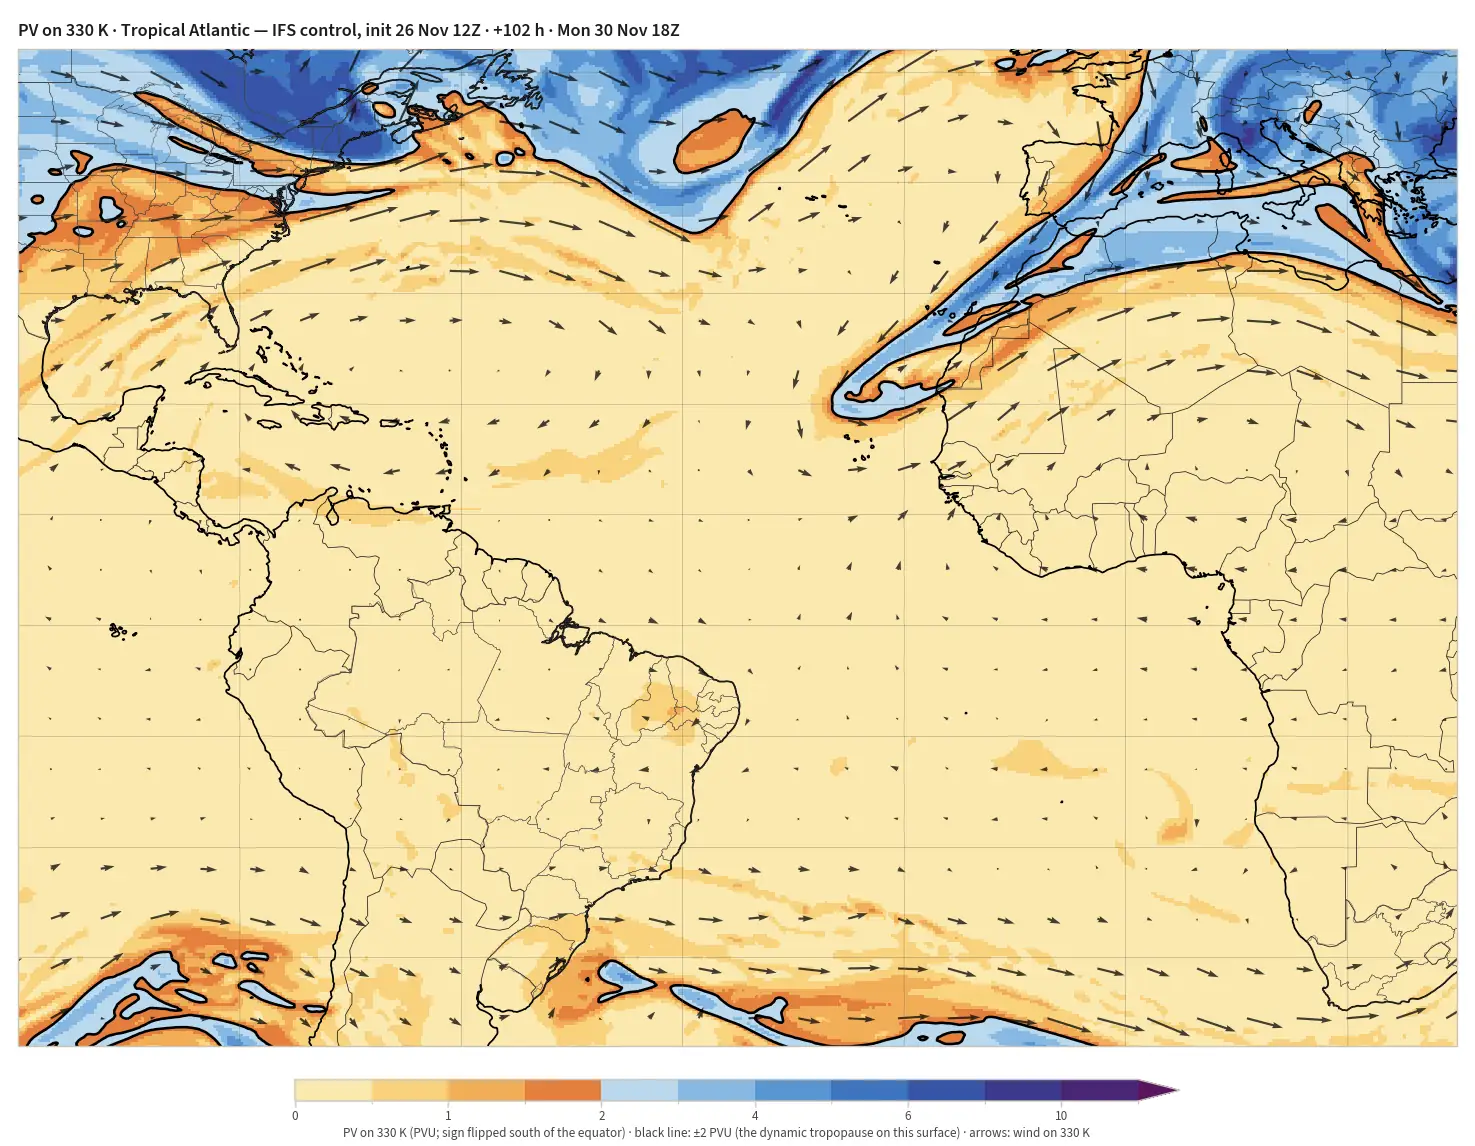 PV on 330 K · Tropical Atlantic — IFS control, init 26 Nov 12Z · +102 h · Mon 30 Nov 18Z
0 1 2 4 6 10
PV on 330 K (PVU; sign flipped south of the equator) · black line: ±2 PVU (the dynamic tropopause on this surface) · arrows: wind on 330 K